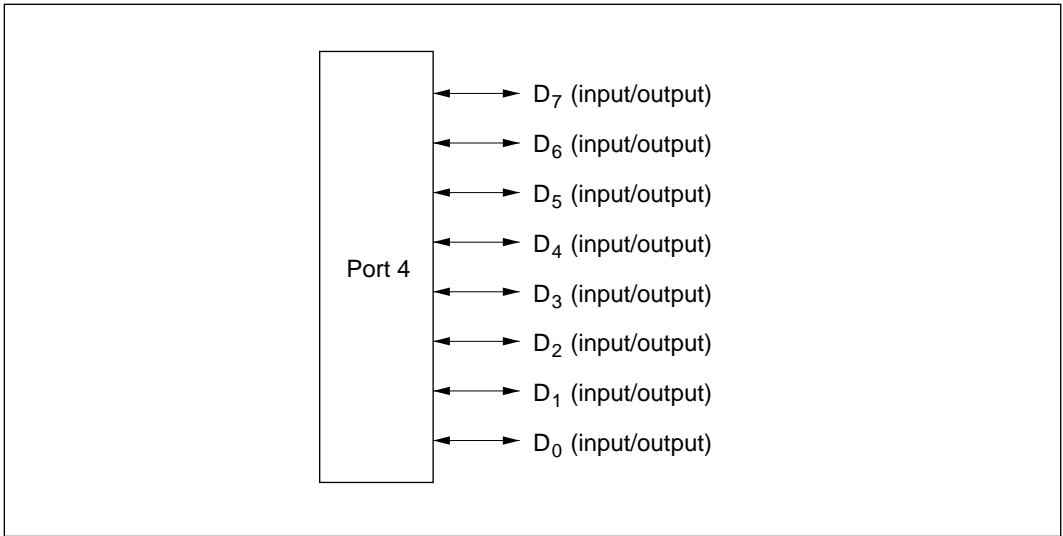 D7 (input/output)
D6 (input/output)
D5 (input/output)
D4 (input/output)
Port 4
D3 (input/output)
D2 (input/output)
D1 (input/output)
D0 (input/output)